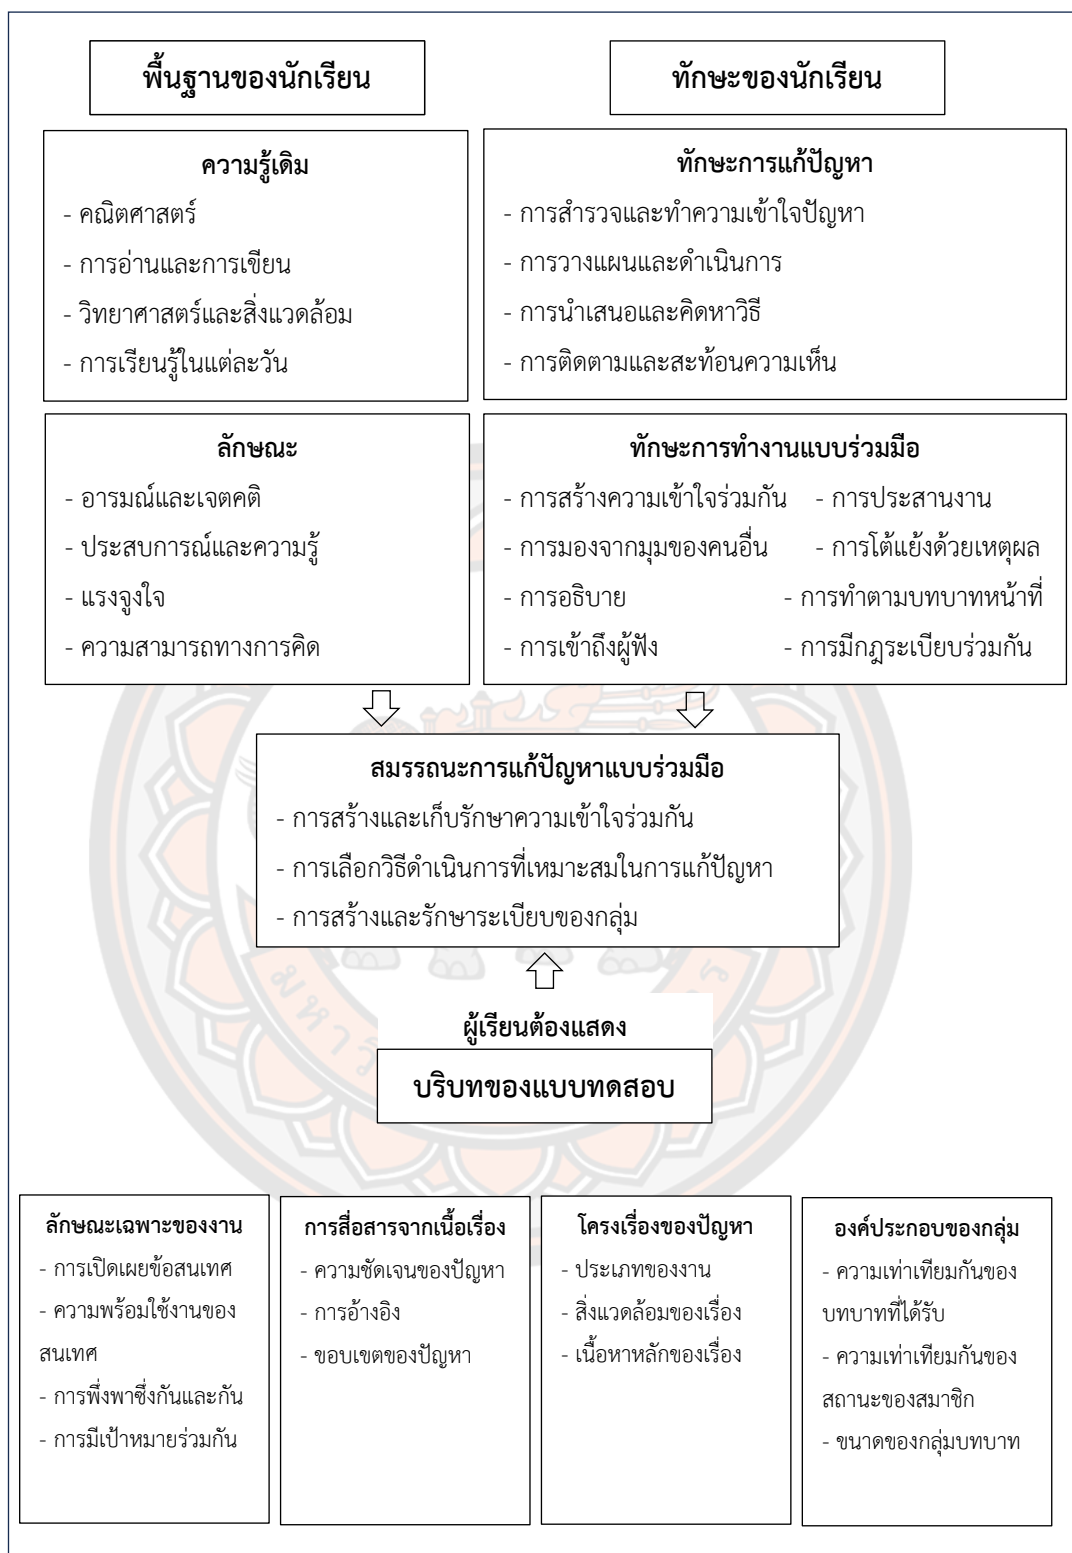 พื้นฐานของนักเรียน
ทักษะของนักเรียน
ความรู้เดิม
- คณิตศาสตร์
- การอ่านและการเขียน
- วิทยาศาสตร์และสิ่งแวดล้อม
- การเรียนรู้ในแต่ละวัน
ทักษะการแก้ปัญหา
- การสำรวจและทำความเข้าใจปัญหา
- การวางแผนและดำเนินการ
- การนำเสนอและคิดหาวิธี
- การติดตามและสะท้อนความเห็น
ลักษณะ
- อารมณ์และเจตคติ
- ประสบการณ์และความรู้
- แรงจูงใจ
- ความสามารถทางการคิด
ทักษะการทำงานแบบร่วมมือ
- การสร้างความเข้าใจร่วมกัน - การประสานงาน
- การมองจากมุมของคนอื่น - การโต้แย้งด้วยเหตุผล
- การอธิบาย - การทำตามบทบาทหน้าที่
- การเข้าถึงผู้ฟัง - การมีกฎระเบียบร่วมกัน
สมรรถนะการแก้ปัญหาแบบร่วมมือ
- การสร้างและเก็บรักษาความเข้าใจร่วมกัน
- การเลือกวิธีดำเนินการที่เหมาะสมในการแก้ปัญหา
- การสร้างและรักษาระเบียบของกลุ่ม
ผู้เรียนต้องแสดง
บริบทของแบบทดสอบ
ลักษณะเฉพาะของงาน
- การเปิดเผยข้อสนเทศ
- ความพร้อมใช้งานของ
สนเทศ
- การพึ่งพาซึ่งกันและกัน
- การมีเป้าหมายร่วมกัน
การสื่อสารจากเนื้อเรื่อง
- ความชัดเจนของปัญหา
- การอ้างอิง
- ขอบเขตของปัญหา
โครงเรื่องของปัญหา
- ประเภทของงาน
- สิ่งแวดล้อมของเรื่อง
- เนื้อหาหลักของเรื่อง
องค์ประกอบของกลุ่ม
- ความเท่าเทียมกันของ
บทบาทที่ได้รับ
- ความเท่าเทียมกันของ
สถานะของสมาชิก
- ขนาดของกลุ่มบทบาท